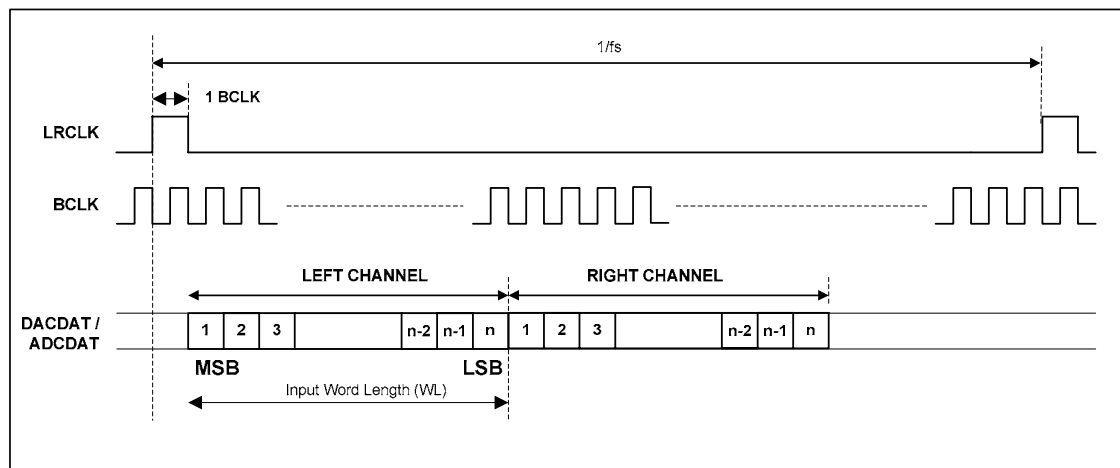 1/fs
1 BCLK
LRCLK
BCLK
LEFT CHANNEL RIGHT CHANNEL
DACDAT /
ADCDAT
1 2 3 n-2 n-1 n 1 2 3 n-2 n-1 n
MSB LSB
Input Word Length (WL)